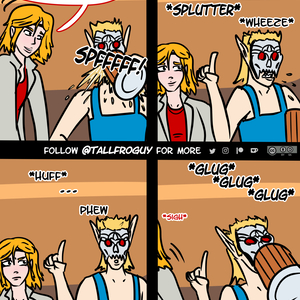 SPFFFFF!
*SPLUTTER*
*WHEEZE*
FOLLOW @TALLFROGUY FOR MORE
*HUFF*
---
PHEW
*GLUG*
*GLUG*
*GLUG*
*SIGH*